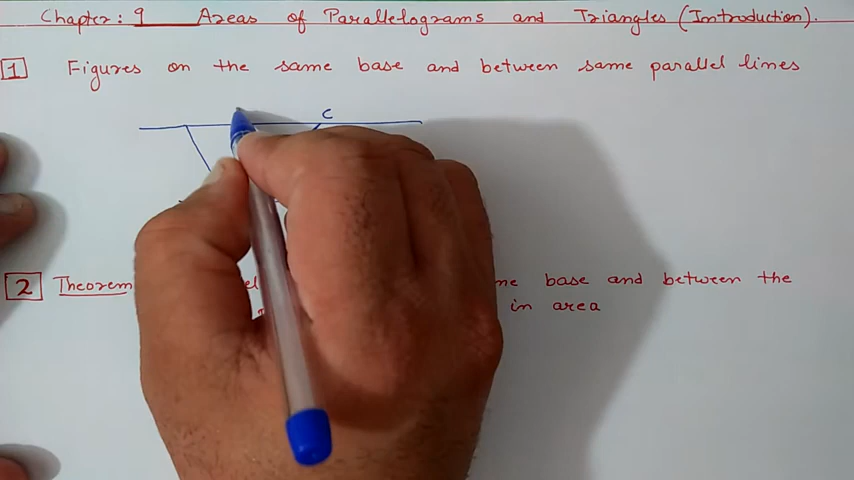 Chapter : 9 Areas of Parallelograms and Triangles (Introduction).
1 Figures on the same base and between same parallel lines
C
2 Theorem base and between the
in area